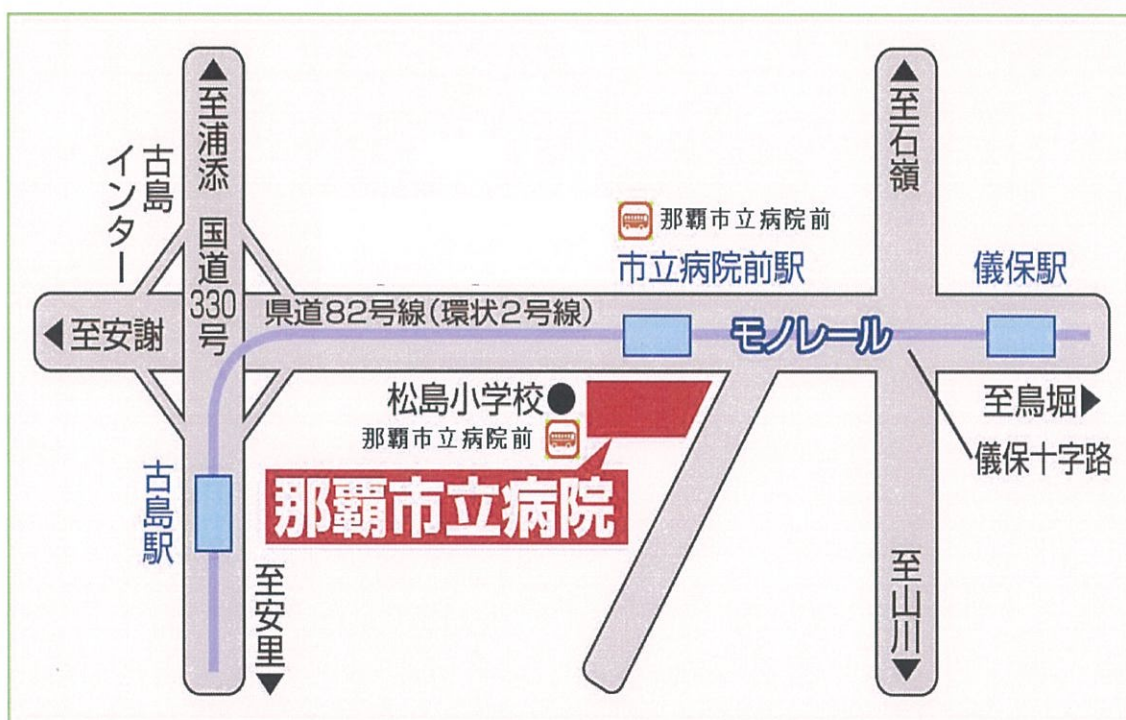 ▲至浦添
古島
インター
国道
330
号
◀至安謝
県道82号線(環状2号線)
那覇市立病院前
市立病院前駅
モノレール
▲至石嶺
儀保駅
至鳥堀▶
儀保十字路
松島小学校●
那覇市立病院前
那覇市立病院
古島駅
至安里▼
至山川▼